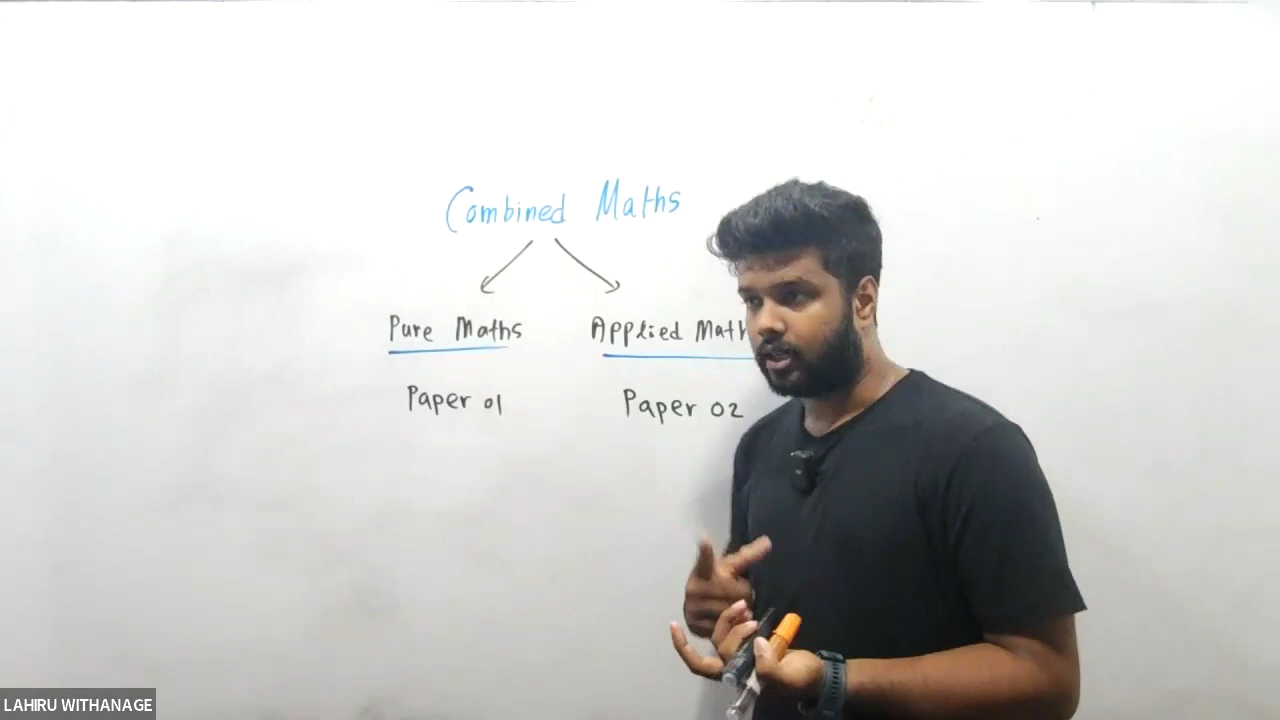 Combined Maths
Pure Maths Applied Math
Paper 01 Paper 02
LAHIRU WITHANAGE